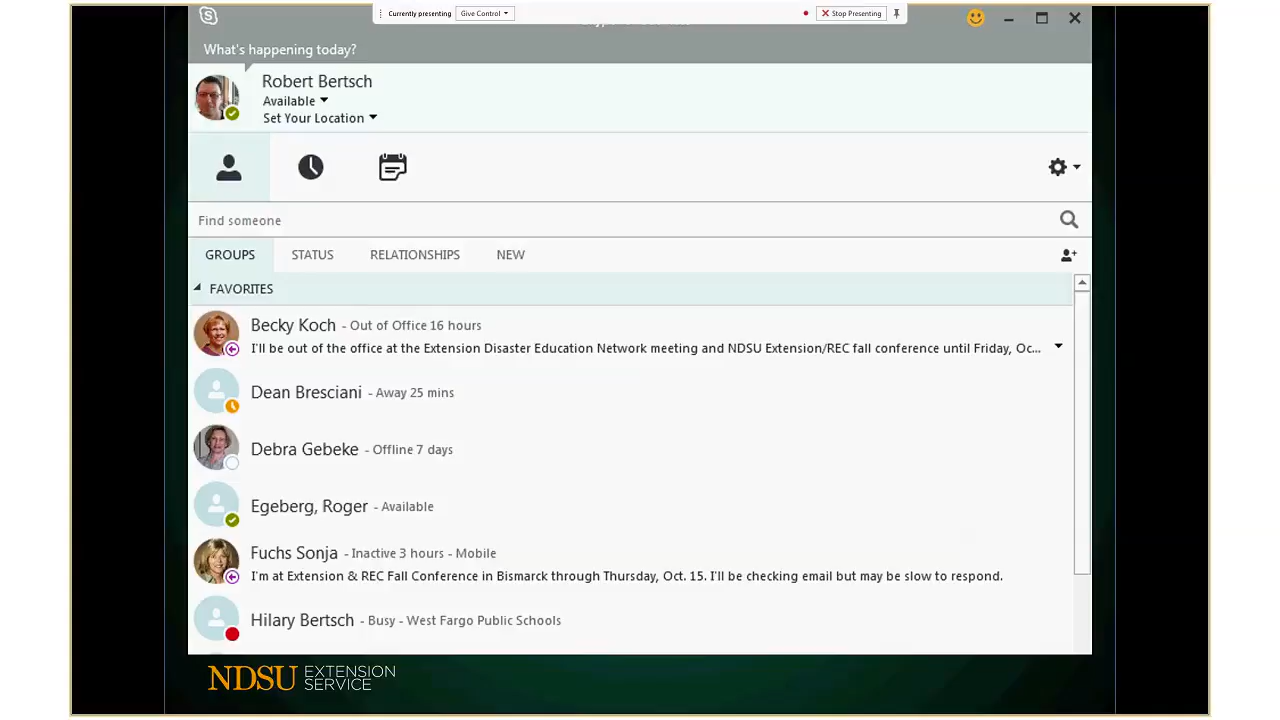 Currently presenting Give Control Stop Presenting
What's happening today?
Robert Bertsch
Available
Set Your Location
Find someone
GROUPS STATUS RELATIONSHIPS NEW
FAVORITES
Becky Koch - Out of Office 16 hours
I'll be out of the office at the Extension Disaster Education Network meeting and NDSU Extension/REC fall conference until Friday, Oc...
Dean Bresciani - Away 25 mins
Debra Gebeke - Offline 7 days
Egeberg, Roger - Available
Fuchs Sonja - Inactive 3 hours - Mobile
I'm at Extension & REC Fall Conference in Bismarck through Thursday, Oct. 15. I'll be checking email but may be slow to respond.
Hilary Bertsch - Busy - West Fargo Public Schools
NDSU EXTENSION
SERVICE